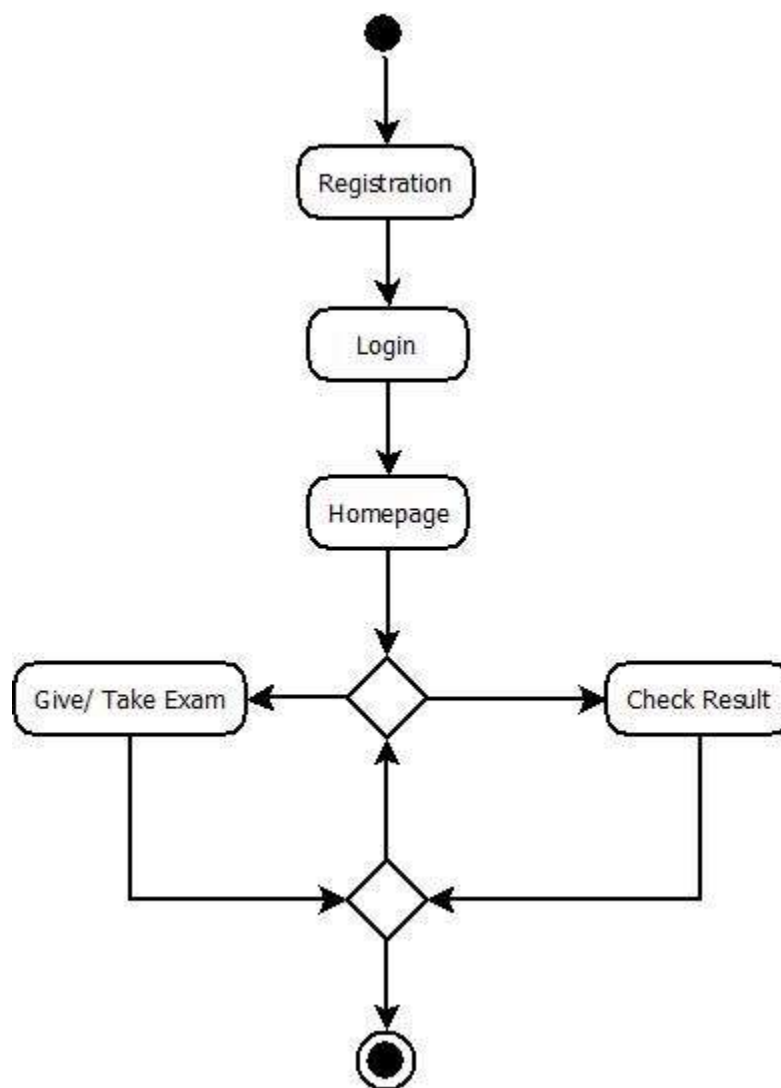 Registration
Login
Homepage
Give/ Take Exam
Check Result